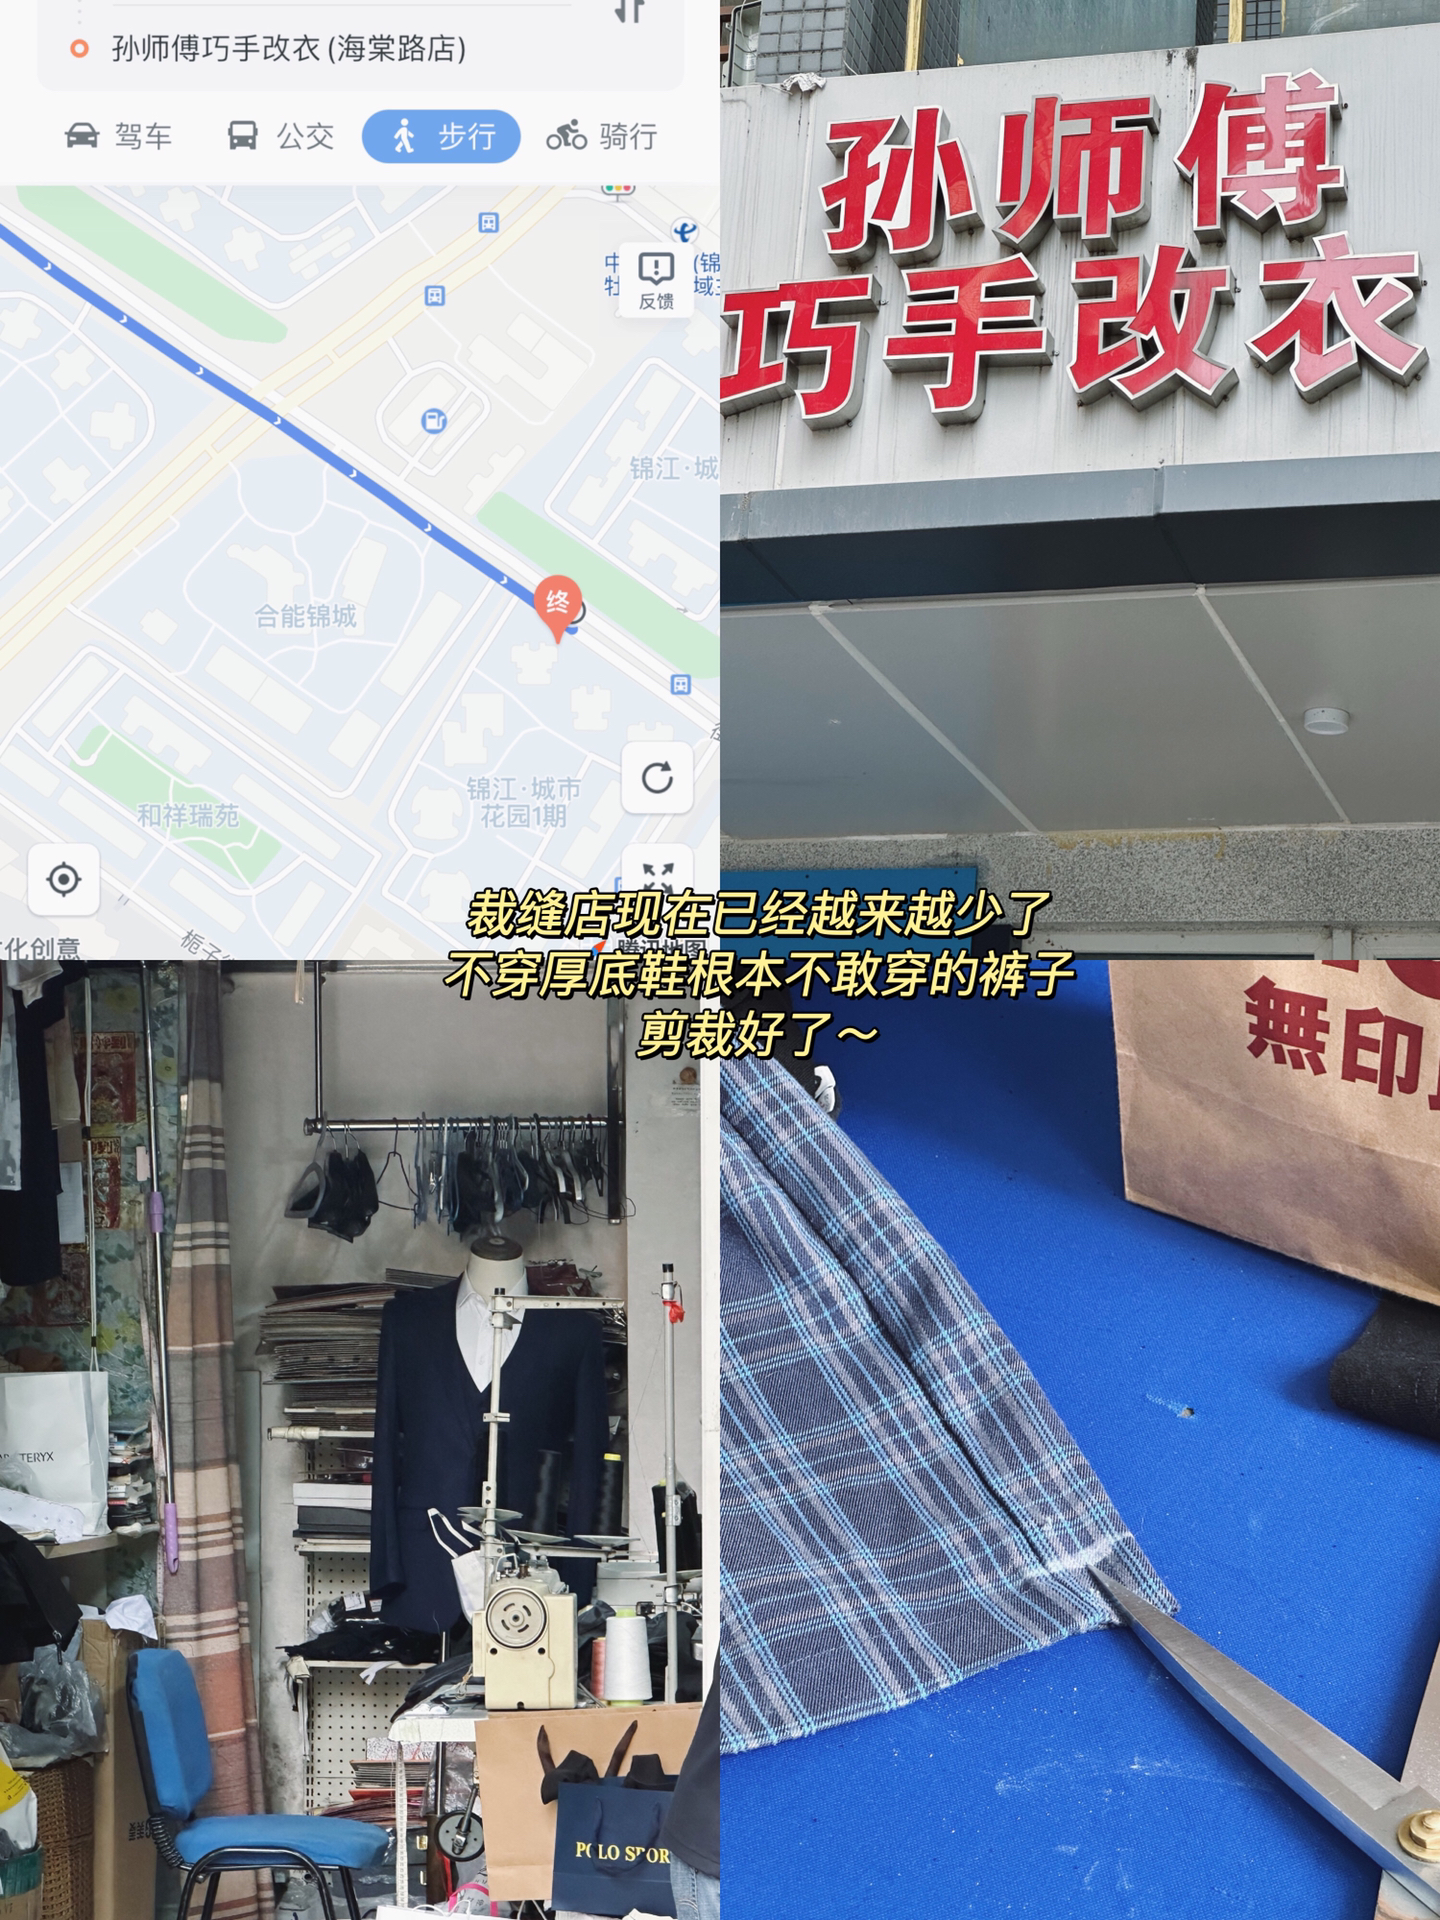 孙师傅巧手改衣(海棠路店)
驾车
公交
步行
骑行
反馈
锦江·城
终
合能锦城
锦江·城市
花园1期
和祥瑞苑
化创意
栀子
腾讯地图
孙师傅
巧手改衣
裁缝店现在已经越来越少了
不穿厚底鞋根本不敢穿的裤子
剪裁好了～
無印
TERYX
POLO SPOR